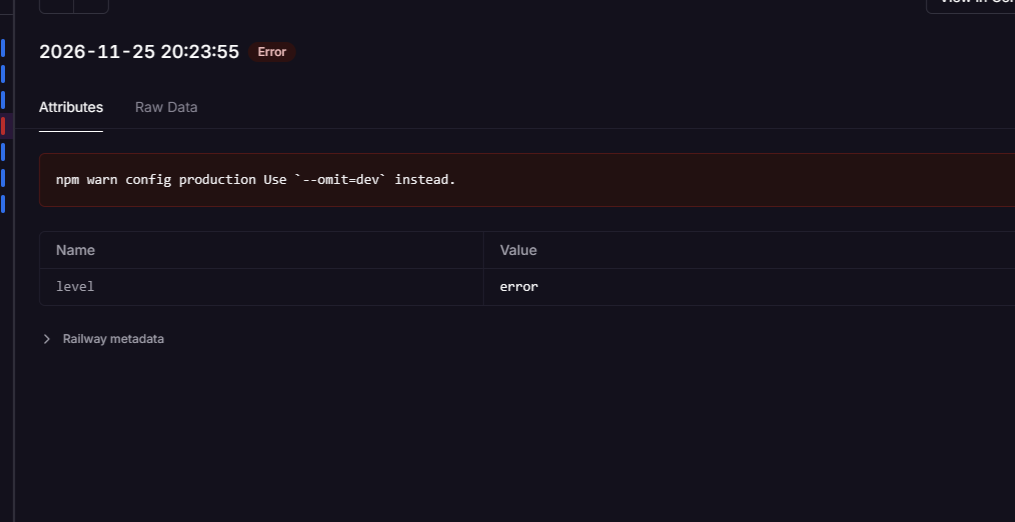 2026-11-25 20:23:55 Error
Attributes Raw Data
npm warn config production Use `--omit=dev` instead.
Name Value
level error
Railway metadata